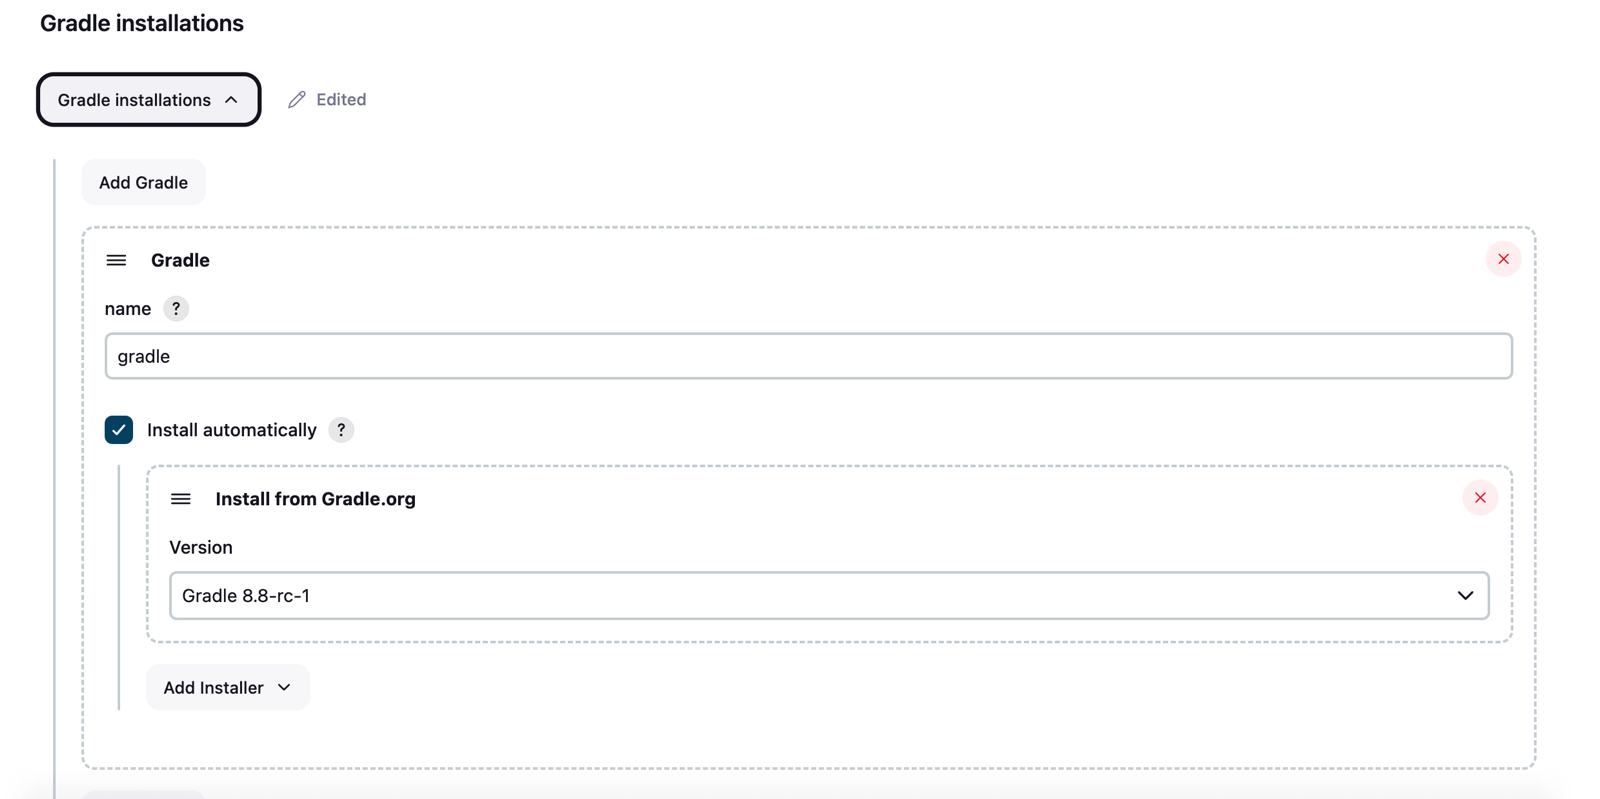 Gradle installations
Gradle installations Edited
Add Gradle
Gradle
name ?
gradle
Install automatically ?
Install from Gradle.org
Version
Gradle 8.8-rc-1
Add Installer